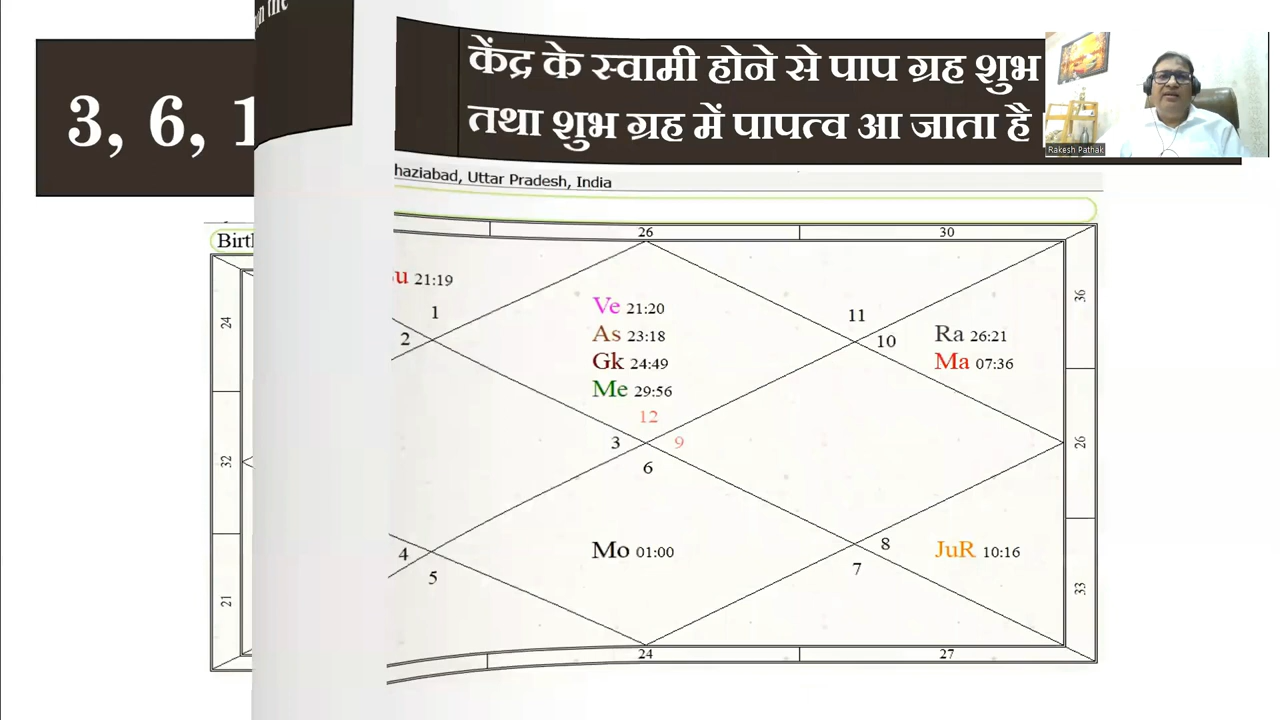 on the
3, 6, 1
केंद्र के स्वामी होने से पाप ग्रह शुभ
तथा शुभ ग्रह में पापत्व आ जाता है
Rakesh Pathak
haziabad, Uttar Pradesh, India
Birt
26
30
u 21:19
24
36
1
Ve 21:20
As 23:18
Gk 24:49
Me 29:56
11
2
10
Ra 26:21
Ma 07:36
12
3
9
6
32
26
4
5
Mo 01:00
8
7
JuR 10:16
21
33
24
27